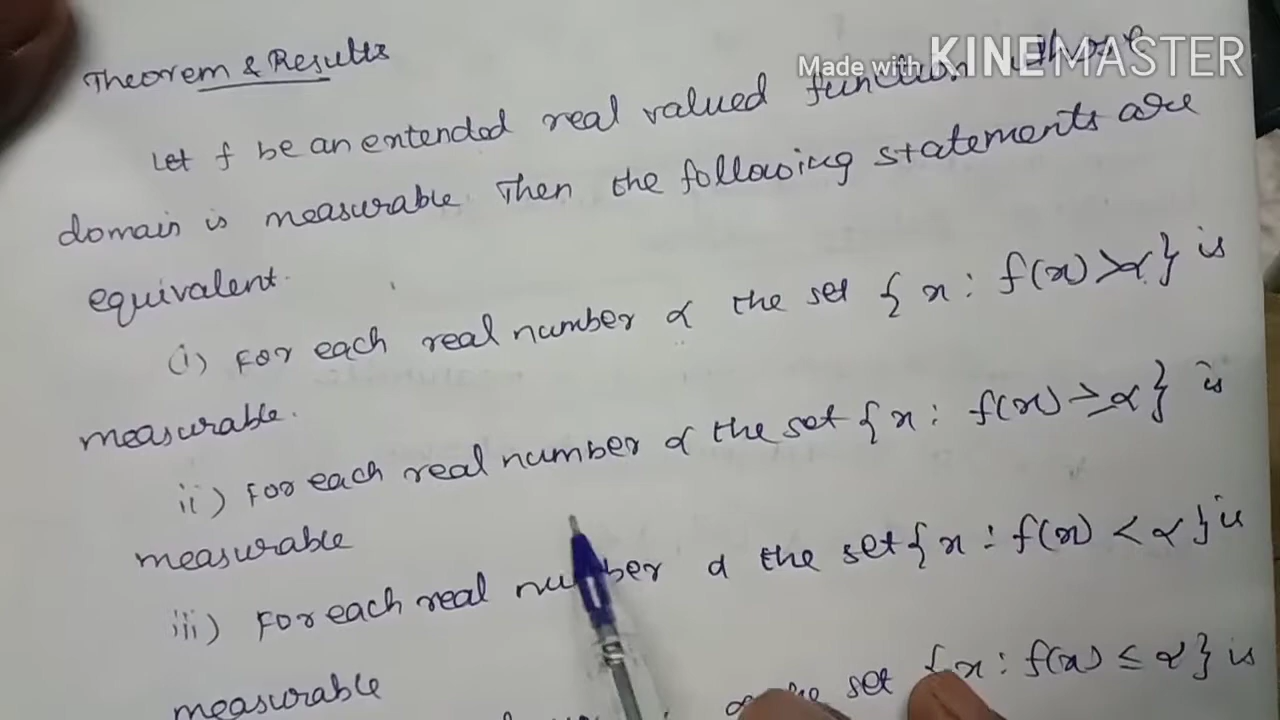 Made with KINEMASTER
Theorem & Results
Let f be an extended real valued function whose
domain is measurable. Then the following statements are
equivalent.
(i) For each real number α the set { x : f(x) > α } is
measurable.
ii) For each real number α the set { x : f(x) ≥ α } is
measurable
iii) For each real number α the set { x : f(x) < α } is
measurable
set { x : f(x) ≤ α } is